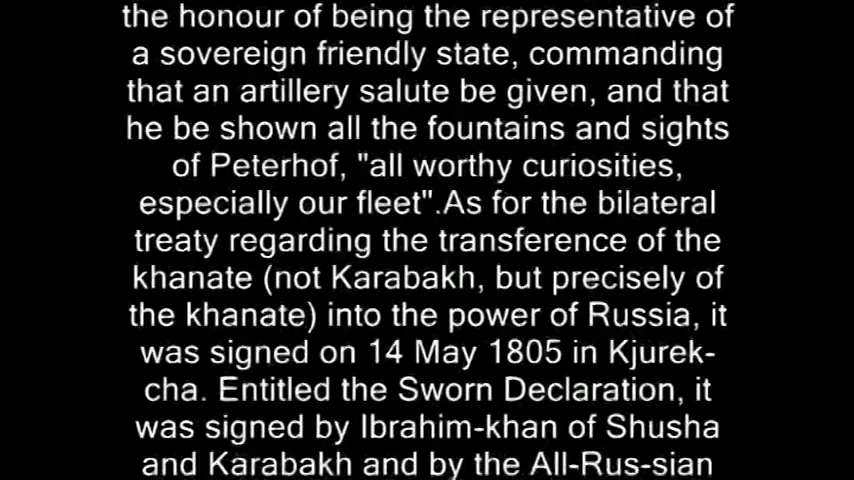 the honour of being the representative of
a sovereign friendly state, commanding
that an artillery salute be given, and that
he be shown all the fountains and sights
of Peterhof, "all worthy curiosities,
especially our fleet".As for the bilateral
treaty regarding the transference of the
khanate (not Karabakh, but precisely of
the khanate) into the power of Russia, it
was signed on 14 May 1805 in Kjurek-
cha. Entitled the Sworn Declaration, it
was signed by Ibrahim-khan of Shusha
and Karabakh and by the All-Rus-sian